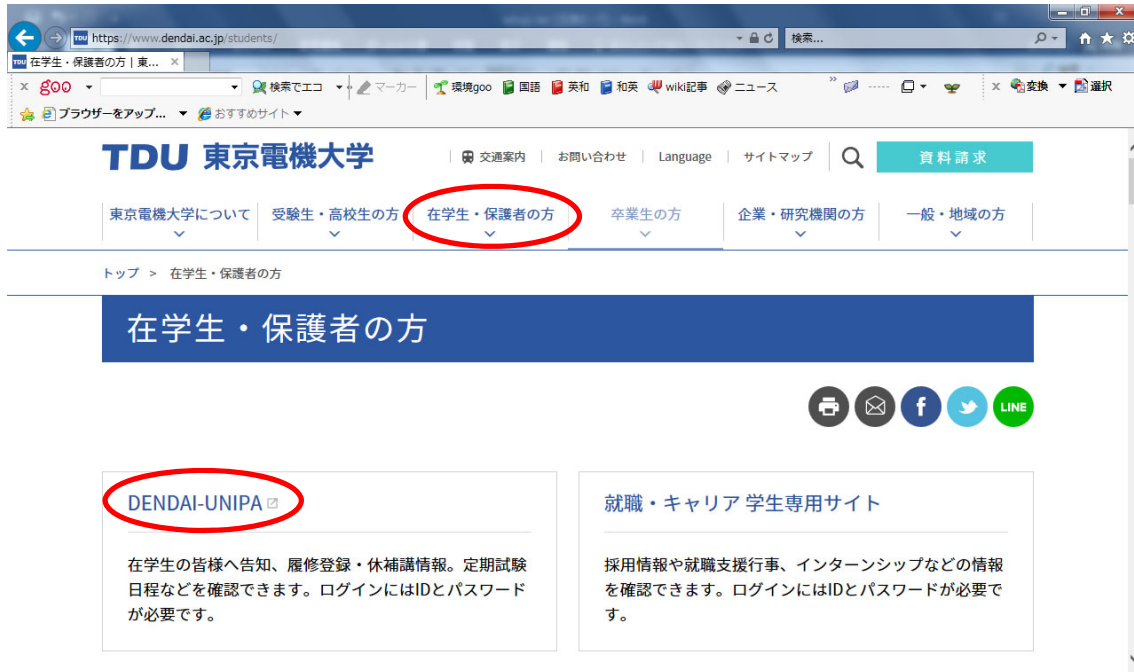 https://www.dendai.ac.jp/students/
検索...
TDU 在学生・保護者の方 | 東... ×
x goo 検索でエコ マーカー 環境goo 国語 英和 和英 wiki記事 ニュース » x 変換 選択
ブラウザーをアップ... おすすめサイト
TDU 東京電機大学
交通案内 お問い合わせ Language サイトマップ 資料請求
東京電機大学について 受験生・高校生の方 在学生・保護者の方 卒業生の方 企業・研究機関の方 一般・地域の方
トップ > 在学生・保護者の方
在学生・保護者の方
LINE
DENDAI-UNIPA
在学生の皆様へ告知、履修登録・休補講情報。定期試験
日程などを確認できます。ログインにはIDとパスワード
が必要です。
就職・キャリア 学生専用サイト
採用情報や就職支援行事、インターンシップなどの情報
を確認できます。ログインにはIDとパスワードが必要で
す。